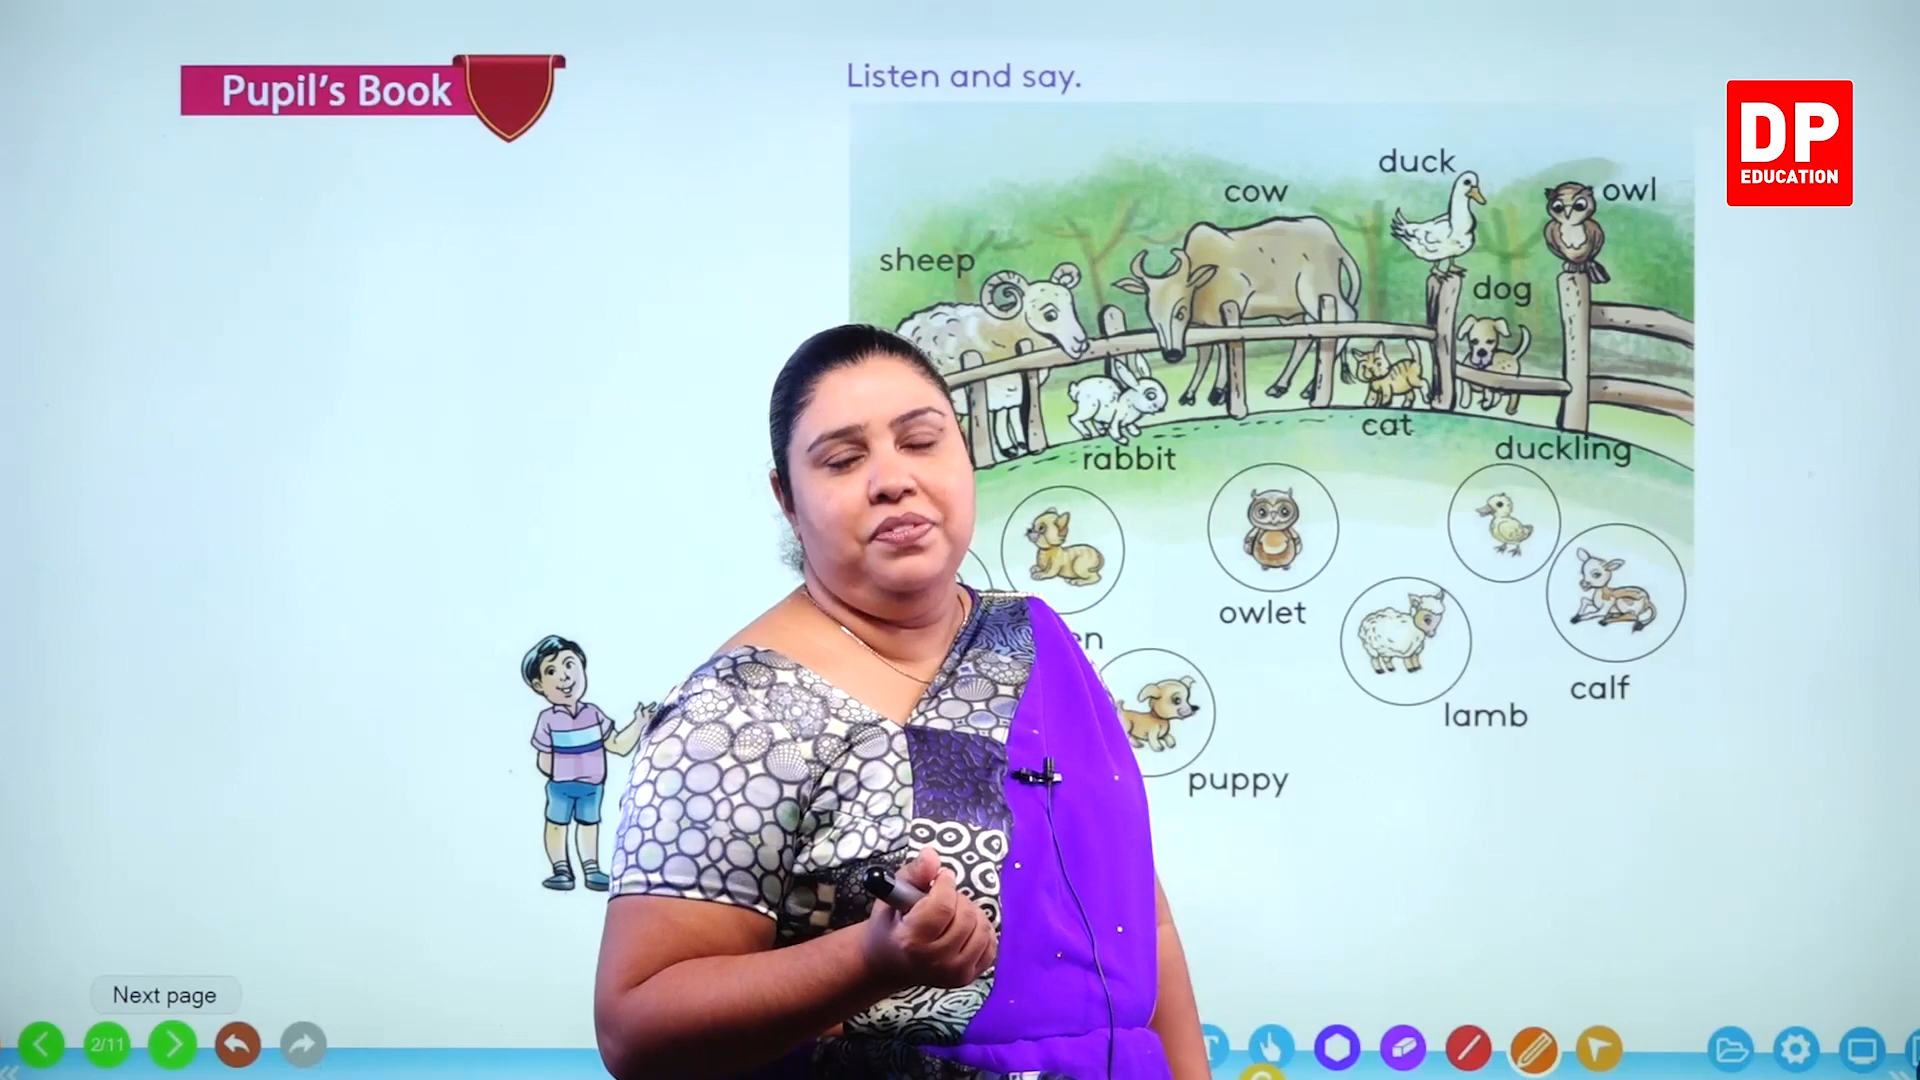 Pupil's Book
Listen and say.
DP
EDUCATION
duck
cow
owl
sheep
dog
cat
rabbit
duckling
owlet
calf
lamb
puppy
Next page
2/11